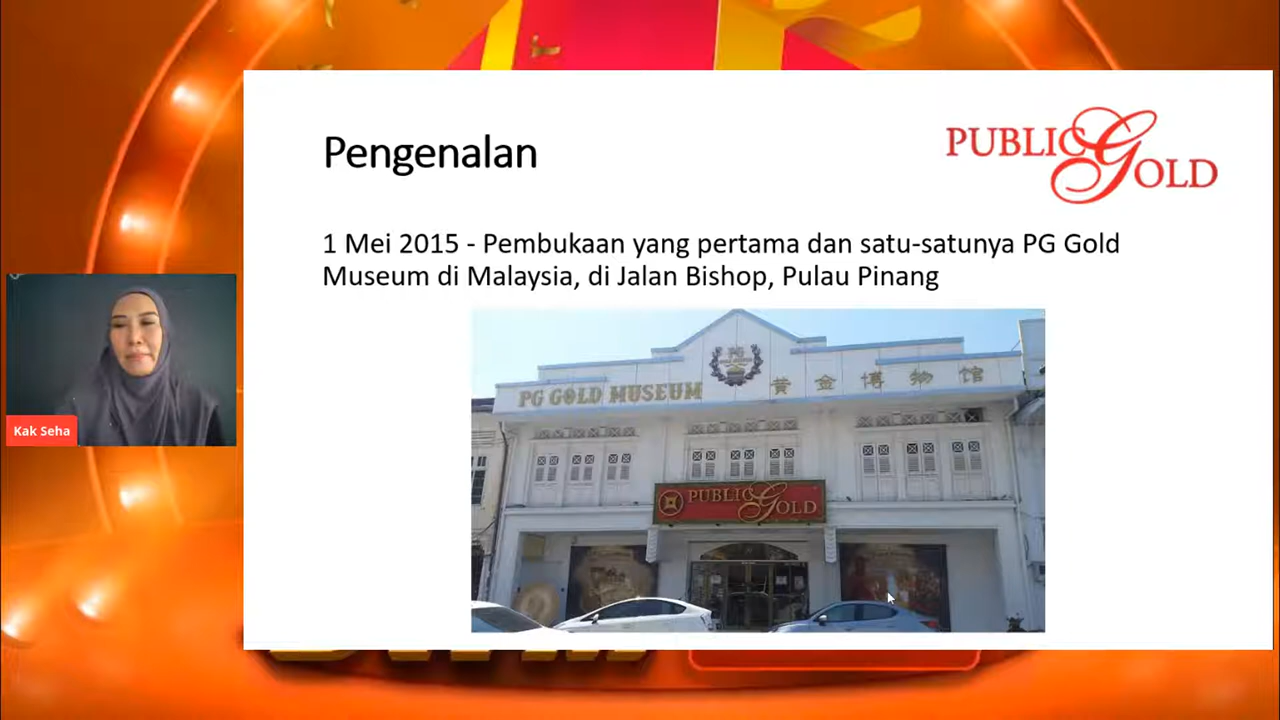 Pengenalan
PUBLIC GOLD
1 Mei 2015 - Pembukaan yang pertama dan satu-satunya PG Gold
Museum di Malaysia, di Jalan Bishop, Pulau Pinang
PG
PG GOLD MUSEUM
黄金博物馆
PUBLIC GOLD
Kak Seha